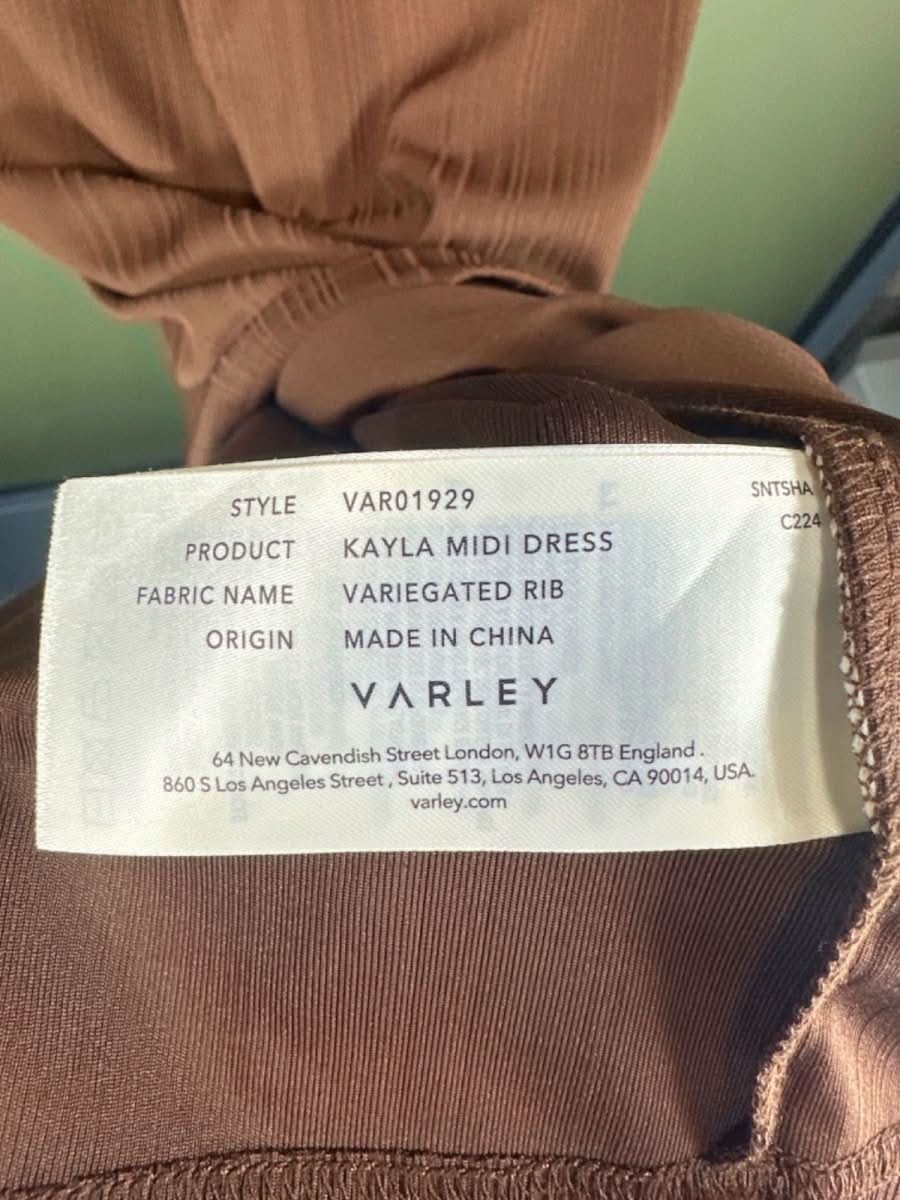 STYLE VAR01929
SNTSHA
C224
PRODUCT KAYLA MIDI DRESS
FABRIC NAME VARIEGATED RIB
ORIGIN MADE IN CHINA
VARLEY
64 New Cavendish Street London, W1G 8TB England .
860 S Los Angeles Street , Suite 513, Los Angeles, CA 90014, USA.
varley.com